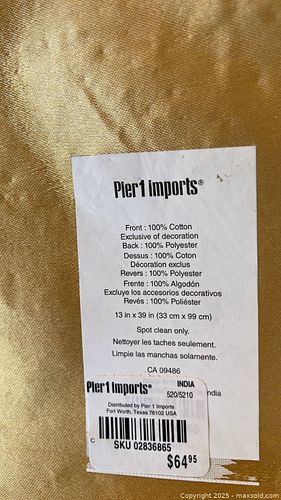 Pier1 imports®
Front : 100% Cotton
Exclusive of decoration
Back : 100% Polyester
Dessus : 100% Coton
Décoration exclus
Revers : 100% Polyester
Frente : 100% Algodón
Excluye los accesorios decorativos
Revés : 100% Poliéster
13 in x 39 in (33 cm x 99 cm)
Spot clean only.
Nettoyer les taches seulement.
Limpie las manchas solamente.
CA 09486
ndia
Pier1 Imports®
INDIA
520/5210
Distributed by Pier 1 Imports
Fort Worth, Texas 76102 USA
C
SKU 02836865
$64.95
Copyright © 2025 - maxsold.com